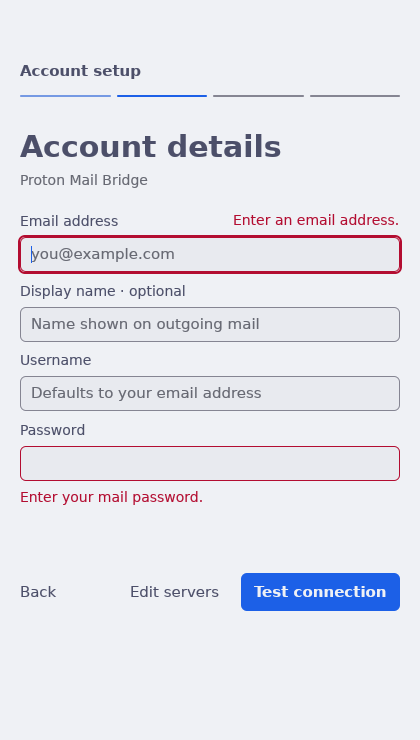 Account setup
Account details
Proton Mail Bridge
Email address Enter an email address.
you@example.com
Display name · optional
Name shown on outgoing mail
Username
Defaults to your email address
Password
Enter your mail password.
Back Edit servers Test connection